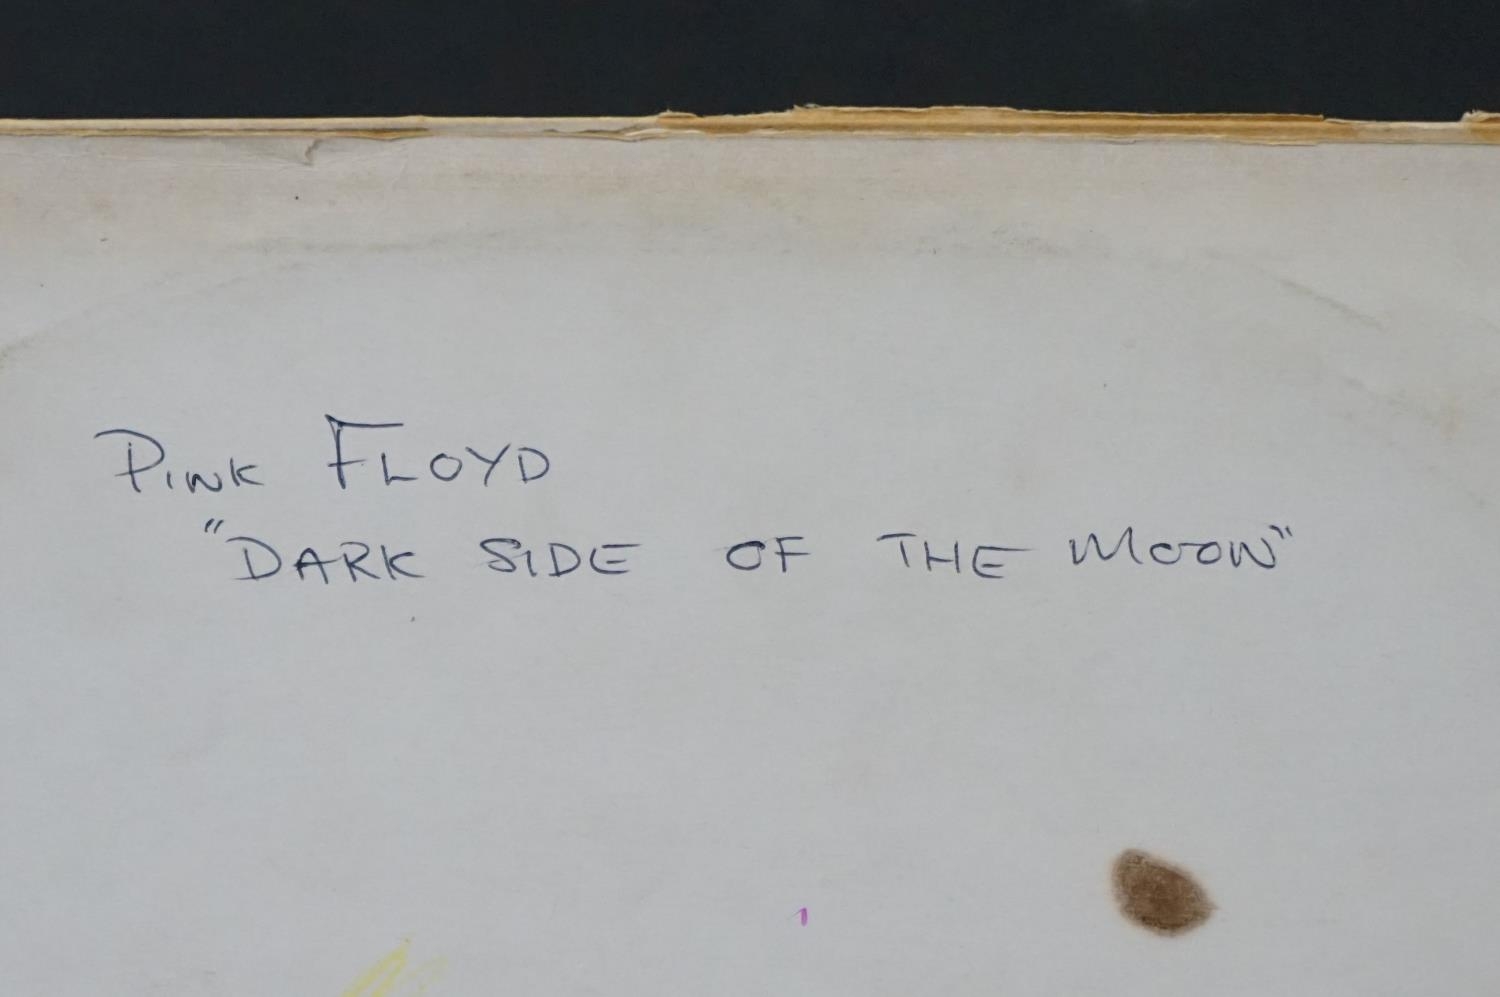 PINK FLOYD
"DARK SIDE OF THE MOON"